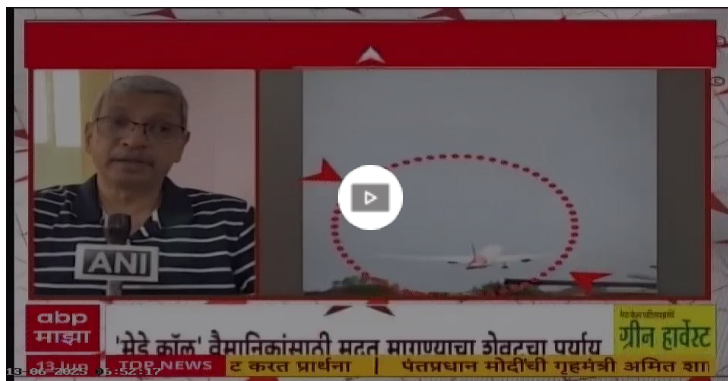 ANI
abp
माझा
'मेडे कॉल' वैमानिकांसाठी मदत मागण्याचा शेवटचा पर्याय
ग्रीन हार्वेस्ट
13 Jun
TOP NEWS
ट करत प्रार्थना | पंतप्रधान मोदींची गृहमंत्री अमित शा
13-06-2025 05:52:17